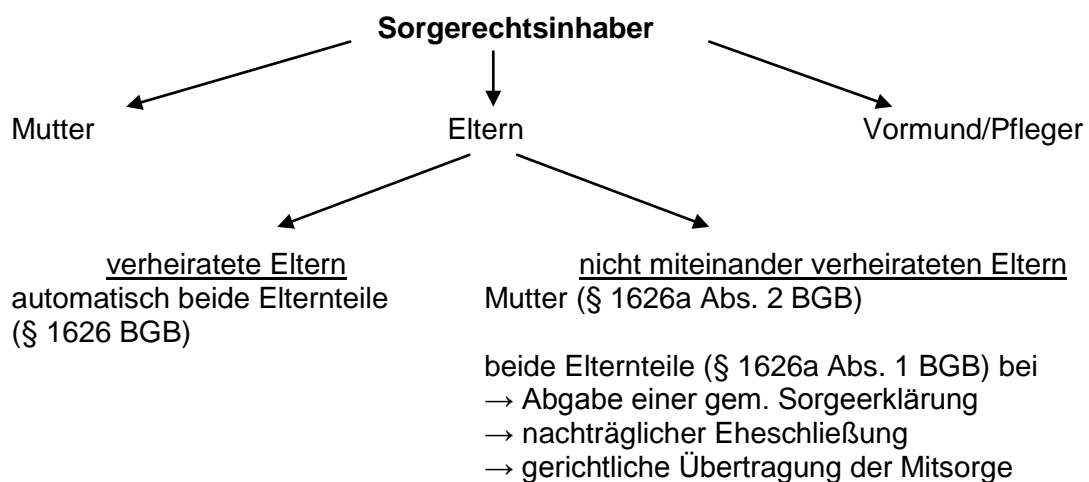 Sorgerechtsinhaber
Mutter
Eltern
Vormund/Pfleger
verheiratete Eltern
automatisch beide Elternteile
(§ 1626 BGB)
nicht miteinander verheirateten Eltern
Mutter (§ 1626a Abs. 2 BGB)
beide Elternteile (§ 1626a Abs. 1 BGB) bei
→ Abgabe einer gem. Sorgeerklärung
→ nachträglicher Eheschließung
→ gerichtliche Übertragung der Mitsorge